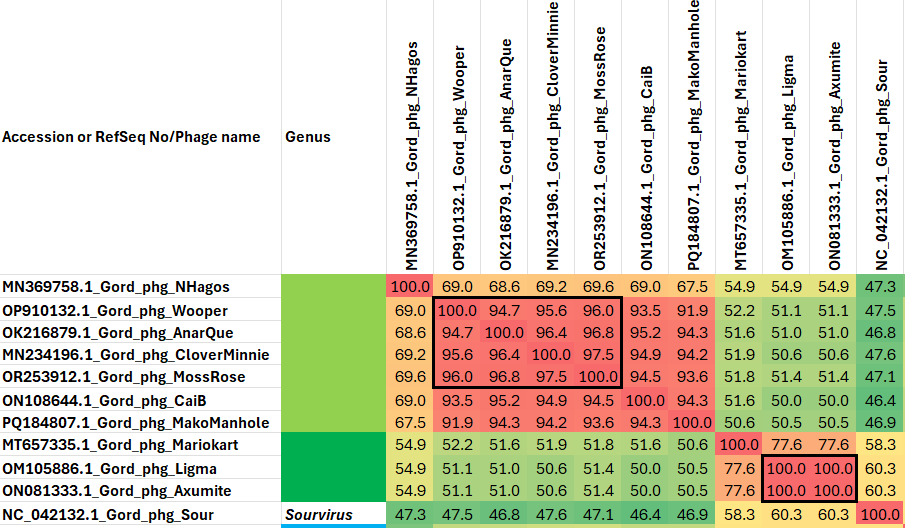 Accession or RefSeq No/Phage name Genus MN369758.1_Gord_phg_NHagos OP910132.1_Gord_phg_Wooper OK216879.1_Gord_phg_AnarQue MN234196.1_Gord_phg_CloverMinnie OR253912.1_Gord_phg_MossRose ON108644.1_Gord_phg_CaiB PQ184807.1_Gord_phg_MakoManhole MT657335.1_Gord_phg_Mariokart OM105886.1_Gord_phg_Ligma ON081333.1_Gord_phg_Axumite NC_042132.1_Gord_phg_Sour
MN369758.1_Gord_phg_NHagos 100.0 69.0 68.6 69.2 69.6 69.0 67.5 54.9 54.9 54.9 47.3
OP910132.1_Gord_phg_Wooper 69.0 100.0 94.7 95.6 96.0 93.5 91.9 52.2 51.1 51.1 47.5
OK216879.1_Gord_phg_AnarQue 68.6 94.7 100.0 96.4 96.8 95.2 94.3 51.6 51.0 51.0 46.8
MN234196.1_Gord_phg_CloverMinnie 69.2 95.6 96.4 100.0 97.5 94.9 94.2 51.9 50.6 50.6 47.6
OR253912.1_Gord_phg_MossRose 69.6 96.0 96.8 97.5 100.0 94.5 93.6 51.8 51.4 51.4 47.1
ON108644.1_Gord_phg_CaiB 69.0 93.5 95.2 94.9 94.5 100.0 94.3 51.6 50.0 50.0 46.4
PQ184807.1_Gord_phg_MakoManhole 67.5 91.9 94.3 94.2 93.6 94.3 100.0 50.6 50.5 50.5 46.9
MT657335.1_Gord_phg_Mariokart 54.9 52.2 51.6 51.9 51.8 51.6 50.6 100.0 77.6 77.6 58.3
OM105886.1_Gord_phg_Ligma 54.9 51.1 51.0 50.6 51.4 50.0 50.5 77.6 100.0 100.0 60.3
ON081333.1_Gord_phg_Axumite 54.9 51.1 51.0 50.6 51.4 50.0 50.5 77.6 100.0 100.0 60.3
NC_042132.1_Gord_phg_Sour Sourvirus 47.3 47.5 46.8 47.6 47.1 46.4 46.9 58.3 60.3 60.3 100.0